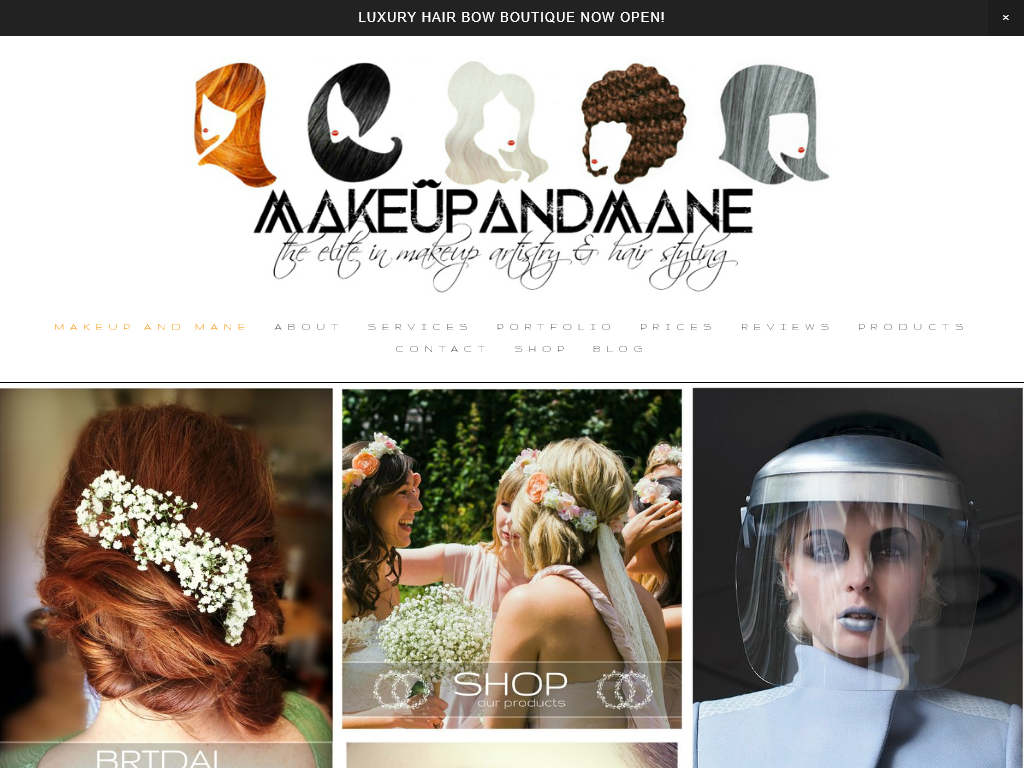 LUXURY HAIR BOW BOUTIQUE NOW OPEN!
×
MAKEÜPANDMANE
the elite in makeup artistry & hair styling
MAKEUP AND MANE ABOUT SERVICES PORTFOLIO PRICES REVIEWS PRODUCTS
CONTACT SHOP BLOG
SHOP
our products
BRIDAL